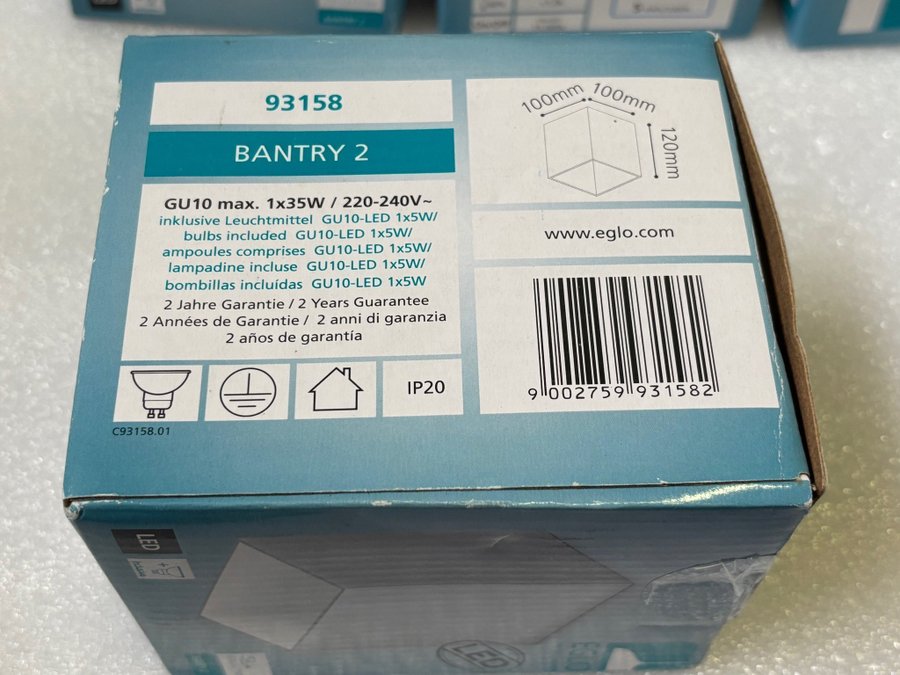 93158
BANTRY 2
GU10 max. 1x35W / 220-240V~
inklusive Leuchtmittel GU10-LED 1x5W/
bulbs included GU10-LED 1x5W/
ampoules comprises GU10-LED 1x5W/
lampadine incluse GU10-LED 1x5W/
bombillas incluídas GU10-LED 1x5W
2 Jahre Garantie / 2 Years Guarantee
2 Années de Garantie / 2 anni di garanzia
2 años de garantía
IP20
C93158.01
100mm 100mm
120mm
www.eglo.com
9 002759 931582
LED
LED